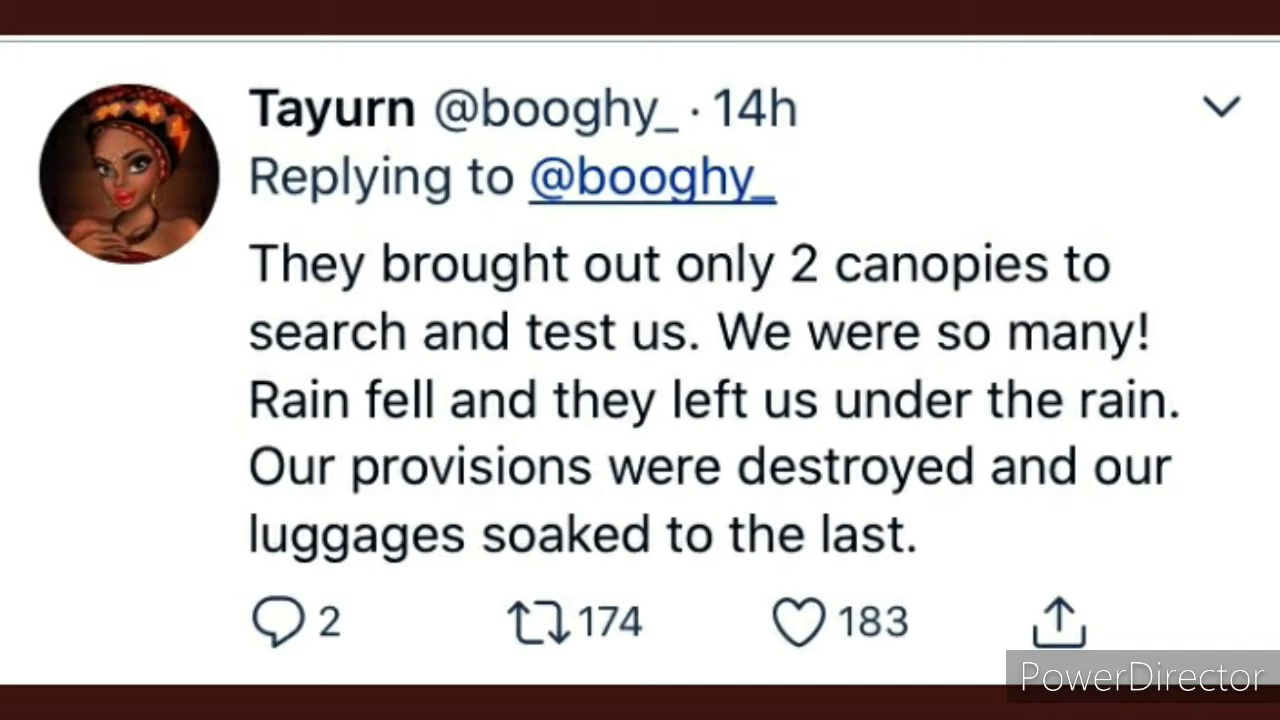 Tayurn @booghy_ · 14h
Replying to @booghy_
They brought out only 2 canopies to
search and test us. We were so many!
Rain fell and they left us under the rain.
Our provisions were destroyed and our
luggages soaked to the last.
2 174 183
PowerDirector